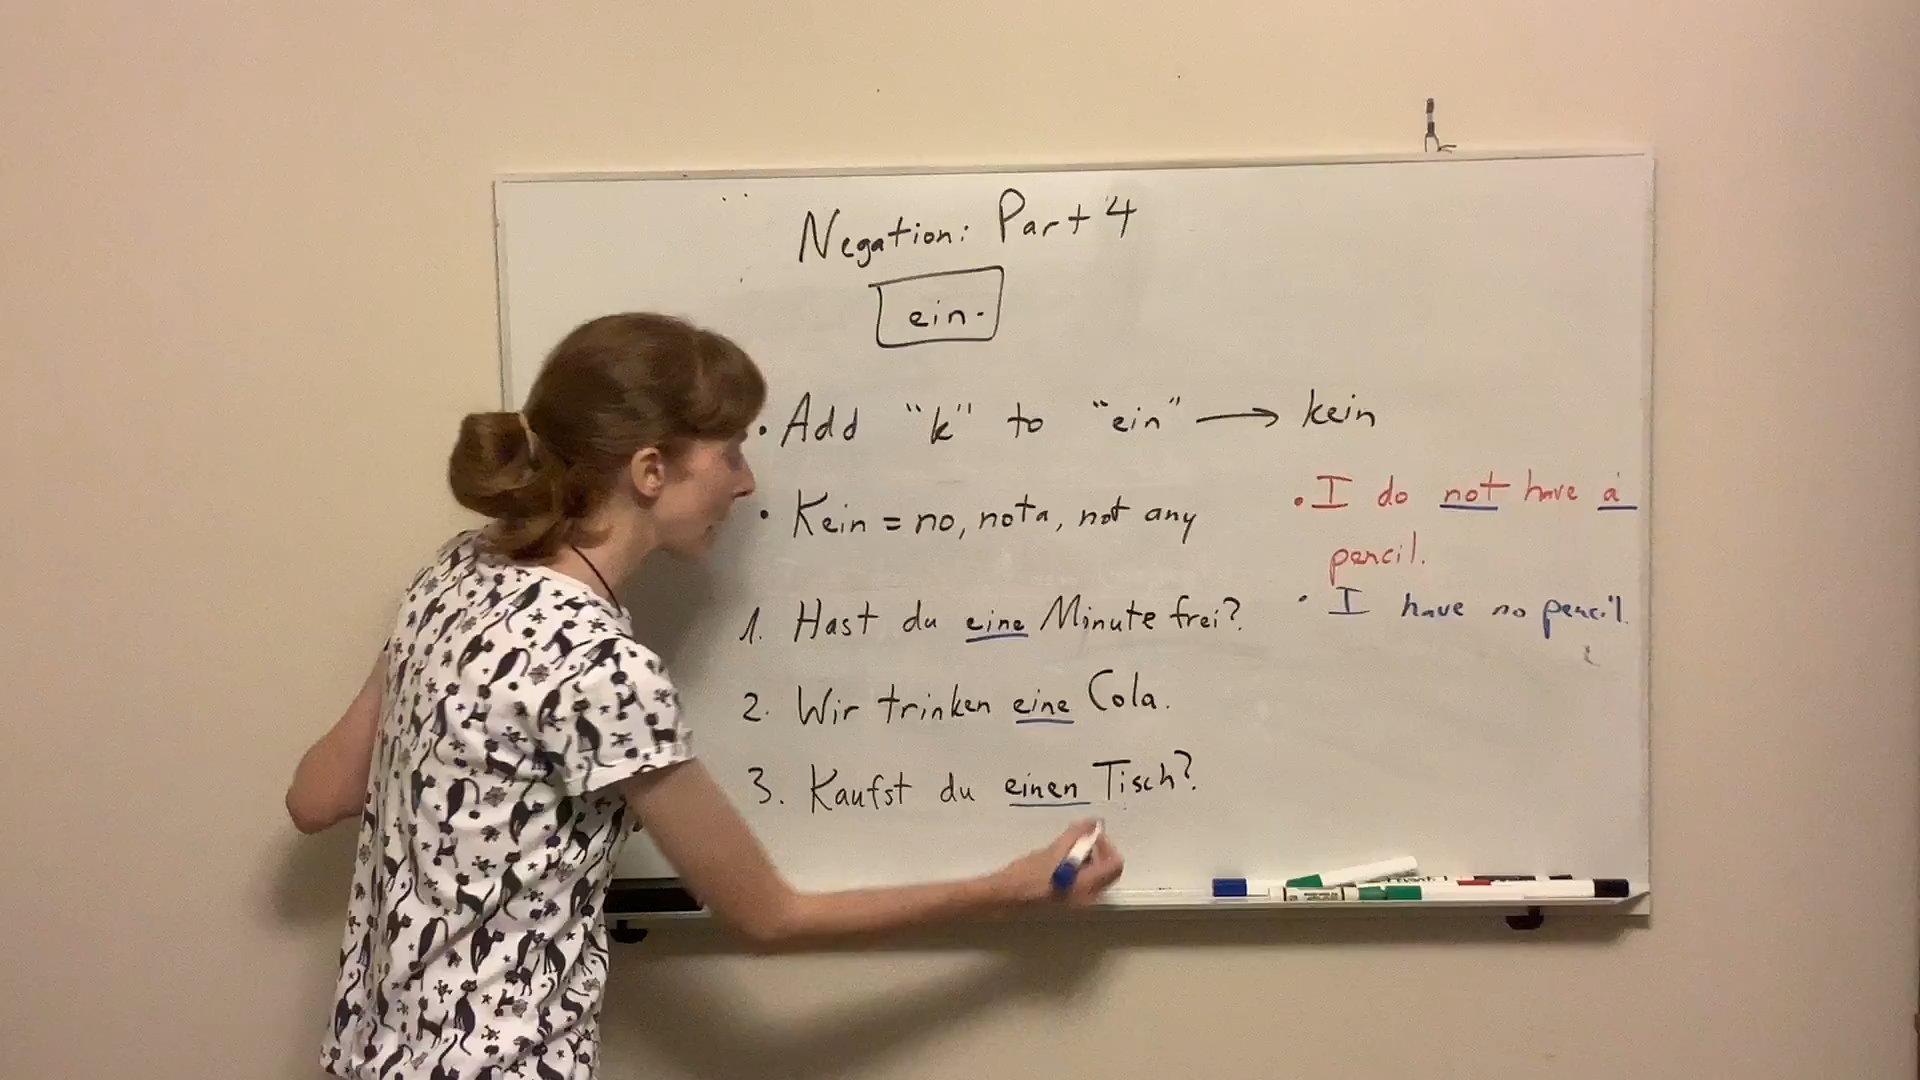 Negation: Part 4
ein-
• Add "k" to "ein" → kein
• Kein = no, not a, not any
1. Hast du eine Minute frei?
2. Wir trinken eine Cola.
3. Kaufst du einen Tisch?
• I do not have a
pencil.
• I have no pencil.